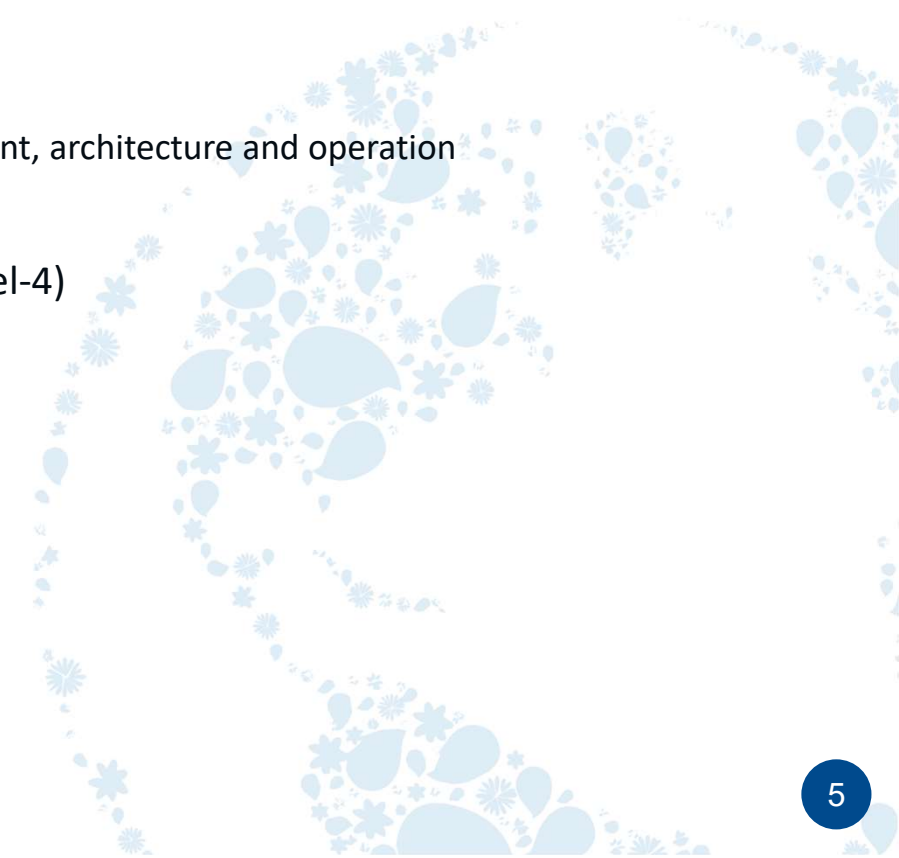 nt, architecture and operation
el-4)
5